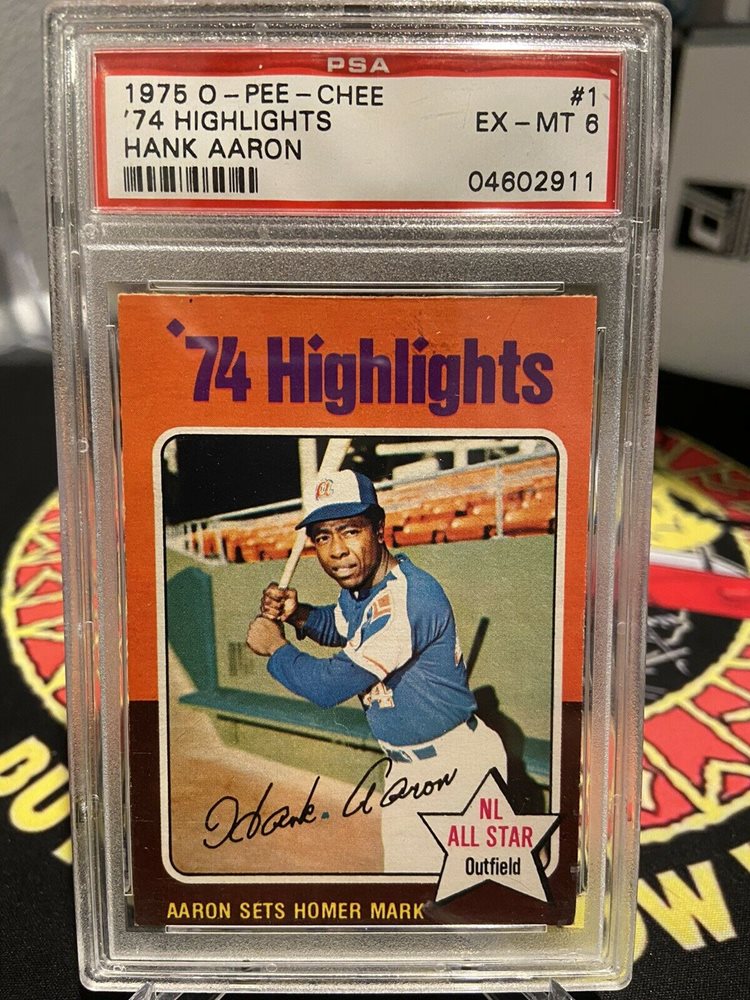 PSA
1975 O-PEE-CHEE #1
'74 HIGHLIGHTS EX-MT 6
HANK AARON
04602911
'74 Highlights
Hank Aaron
NL
ALL STAR
Outfield
AARON SETS HOMER MARK